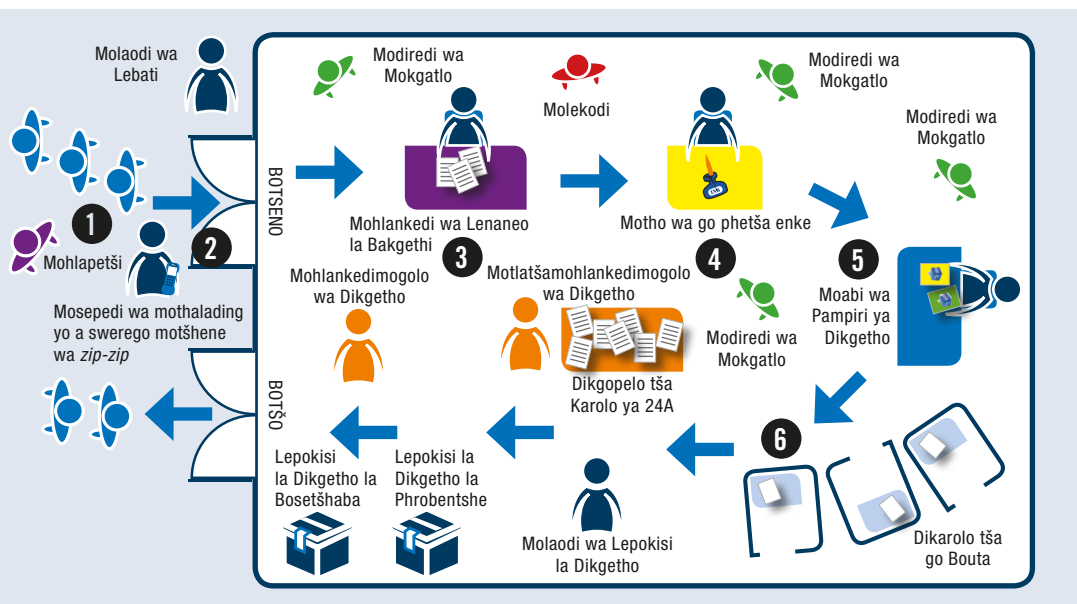 Molaodi wa
Lebati
Modiredi wa
Mokgatlo
Molekodi
Modiredi wa
Mokgatlo
Modiredi wa
Mokgatlo
BOTSENO
1
Mohlapetši
2
Mosepedi wa mothalading
yo a swerego motšhene
wa zip-zip
Mohlankedi wa Lenaneo
la Bakgethi
3
Motho wa go phetša enke
4
5
Moabi wa
Pampiri ya
Dikgetho
Mohlankedimogolo
wa Dikgetho
Motlatšamohlankedimogolo
wa Dikgetho
Dikgopelo tša
Karolo ya 24A
Modiredi wa
Mokgatlo
6
Dikarolo tša
go Bouta
Molaodi wa Lepokisi
la Dikgetho
Lepokisi la
Dikgetho la
Phrobentshe
Lepokisi
la Dikgetho la
Bosetšhaba
BOTŠO